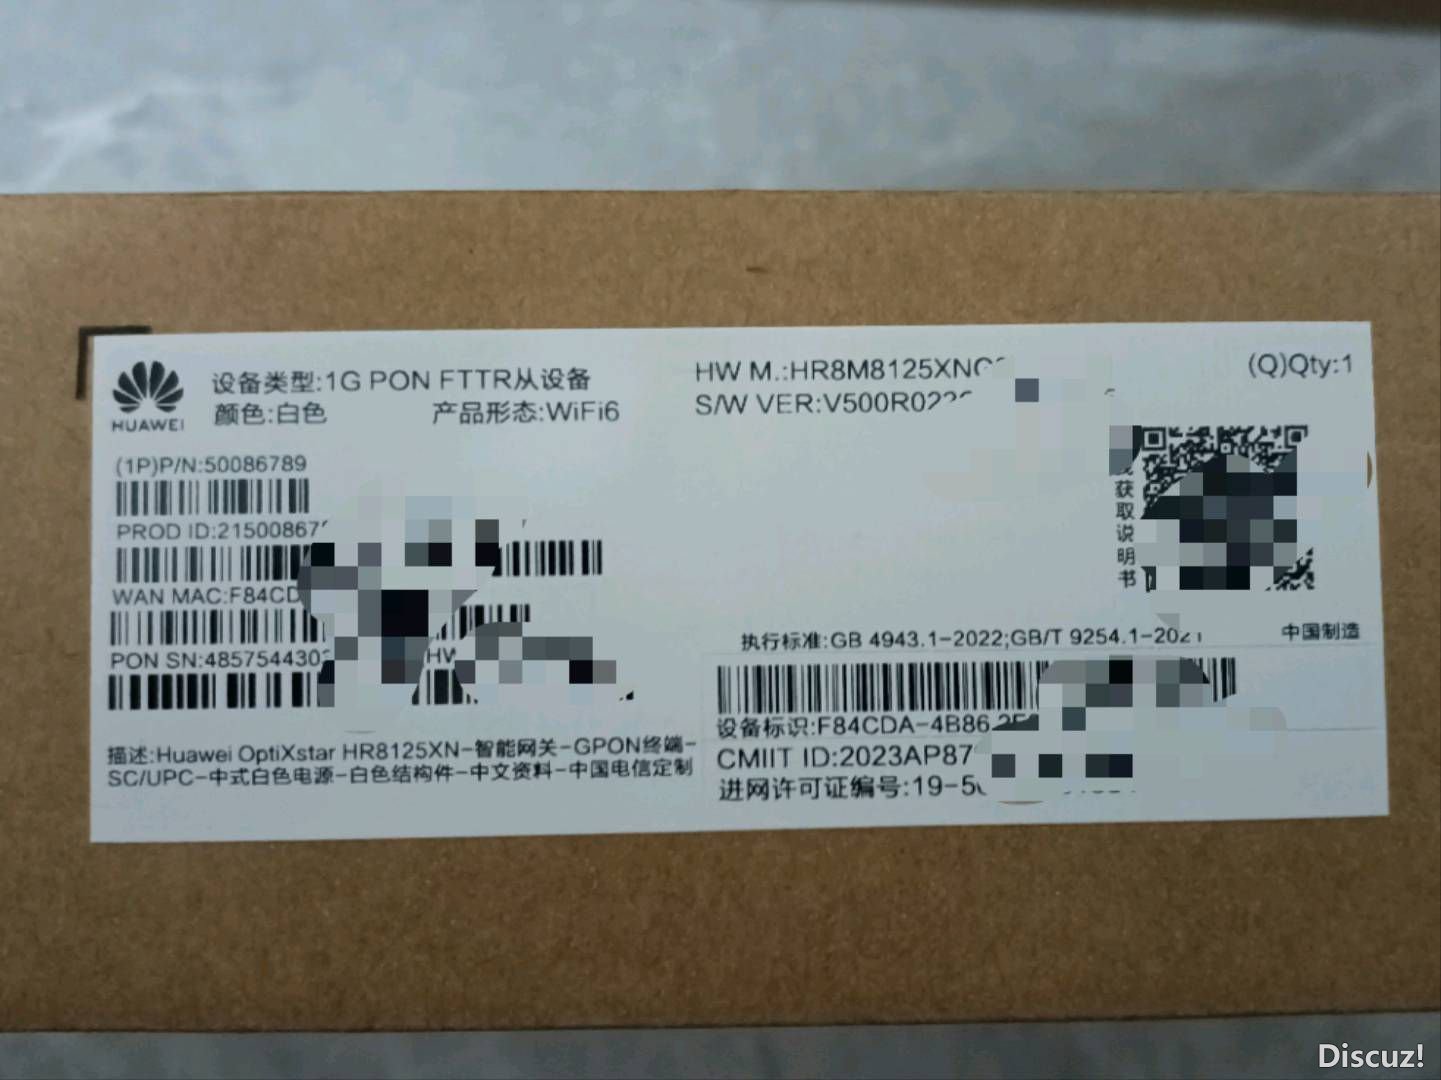 HUAWEI
设备类型:1G PON FTTR从设备
颜色:白色 产品形态:WiFi6
HW M.:HR8M8125XN
S/W VER:V500R022
(Q)Qty:1
(1P)P/N:50086789
PROD ID:215008678
WAN MAC:F84CD
PON SN:485754430
HW
描述:Huawei OptiXstar HR8125XN-智能网关-GPON终端-
SC/UPC-中式白色电源-白色结构件-中文资料-中国电信定制
获取说明书
执行标准:GB 4943.1-2022;GB/T 9254.1-202
中国制造
设备标识:F84CDA-4B86
CMIIT ID:2023AP87
进网许可证编号:19-5
Discuz!